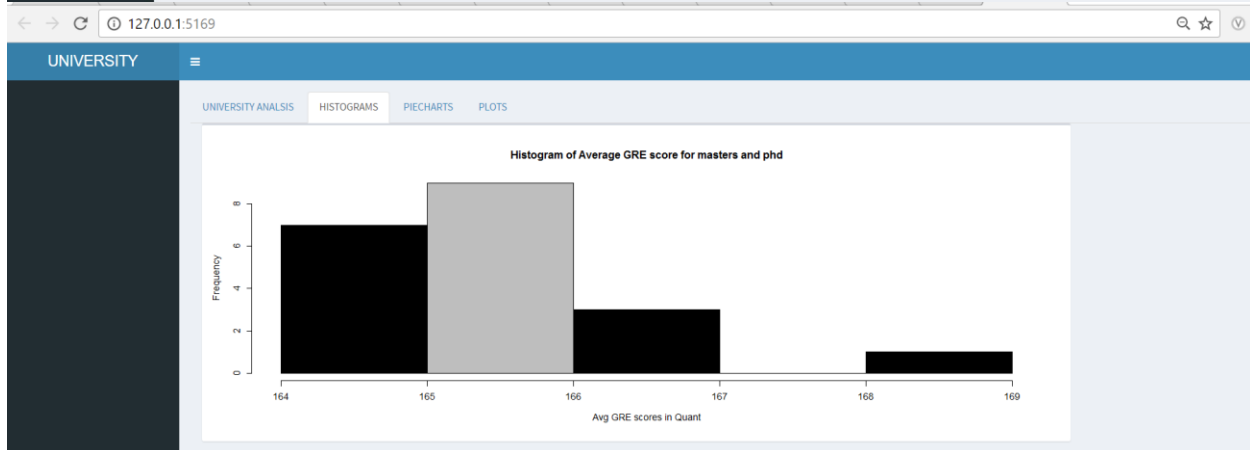 127.0.0.1:5169
UNIVERSITY
UNIVERSITY ANALSIS HISTOGRAMS PIECHARTS PLOTS
Histogram of Average GRE score for masters and phd
8
6
4
2
0
Frequency
164 165 166 167 168 169
Avg GRE scores in Quant